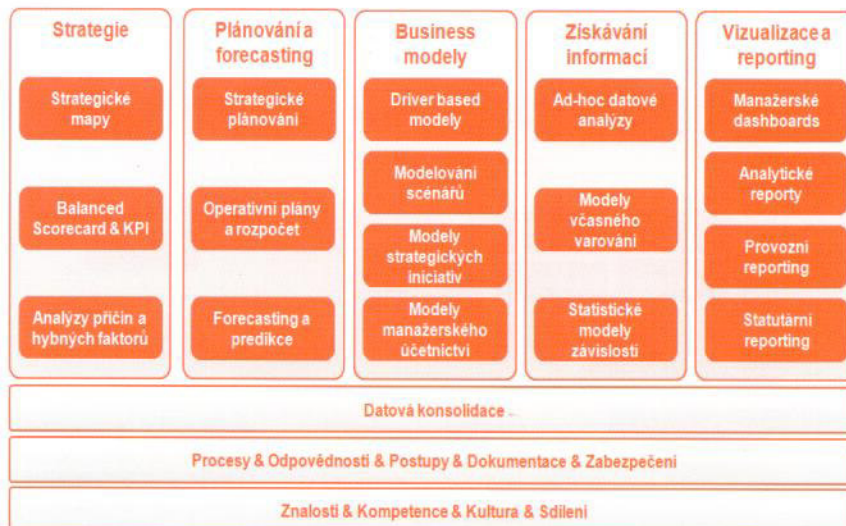 Strategie
Strategické
mapy
Balanced
Scorecard & KPI
Analýzy příčin a
hybných faktorů
Plánování a
forecasting
Strategické
plánování
Operativní plány
a rozpočet
Forecasting a
predikce
Business
modely
Driver based
modely
Modelování
scénářů
Modely
strategických
iniciativ
Modely
manažerského
účetnictví
Získávání
informací
Ad-hoc datové
analýzy
Modely
včasného
varování
Statistické
modely
závislostí
Vizualizace a
reporting
Manažerské
dashboards
Analytické
reporty
Provozní
reporting
Statutární
reporting
Datová konsolidace
Procesy & Odpovědnosti & Postupy & Dokumentace & Zabezpečení
Znalosti & Kompetence & Kultura & Sdílení